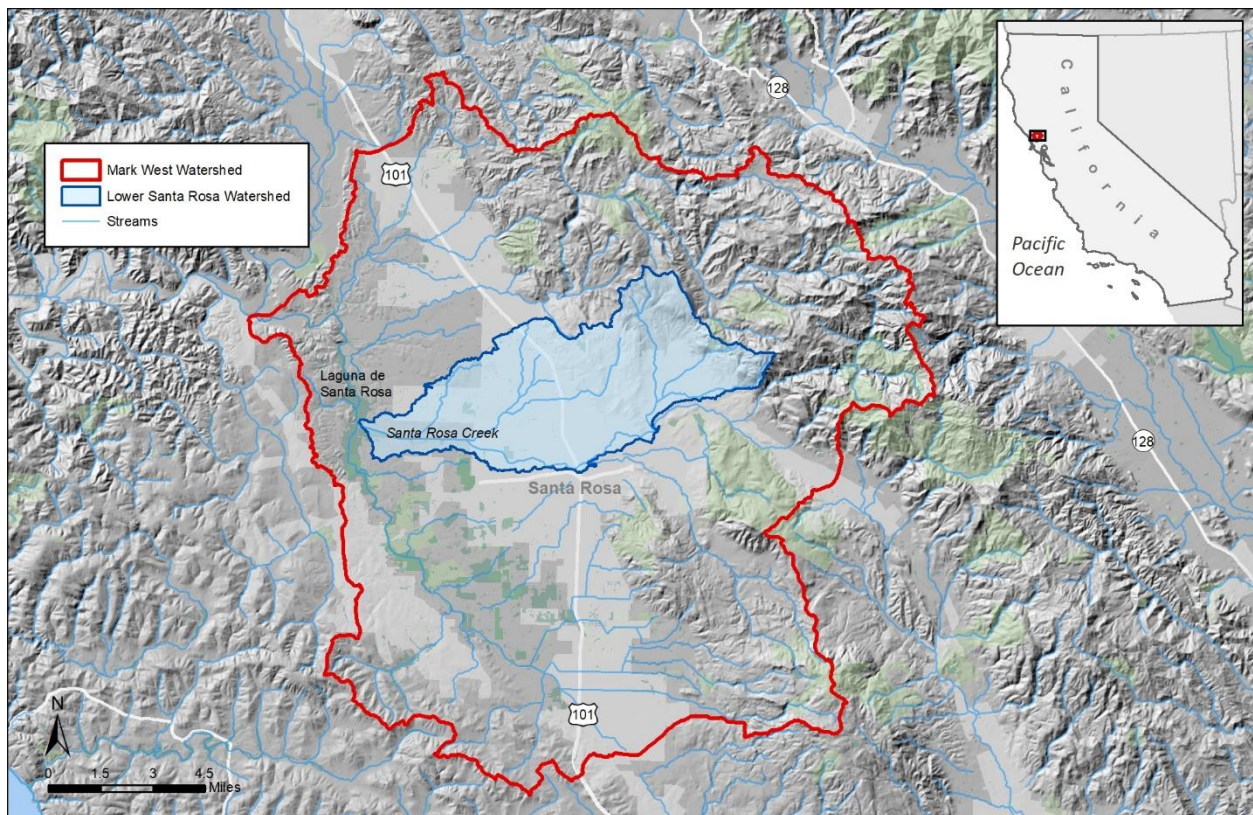 128
California
Pacific
Ocean
Mark West Watershed
Lower Santa Rosa Watershed
Streams
101
Laguna de
Santa Rosa
Santa Rosa Creek
128
Santa Rosa
101
N
0 1.5 3 4.5
Miles